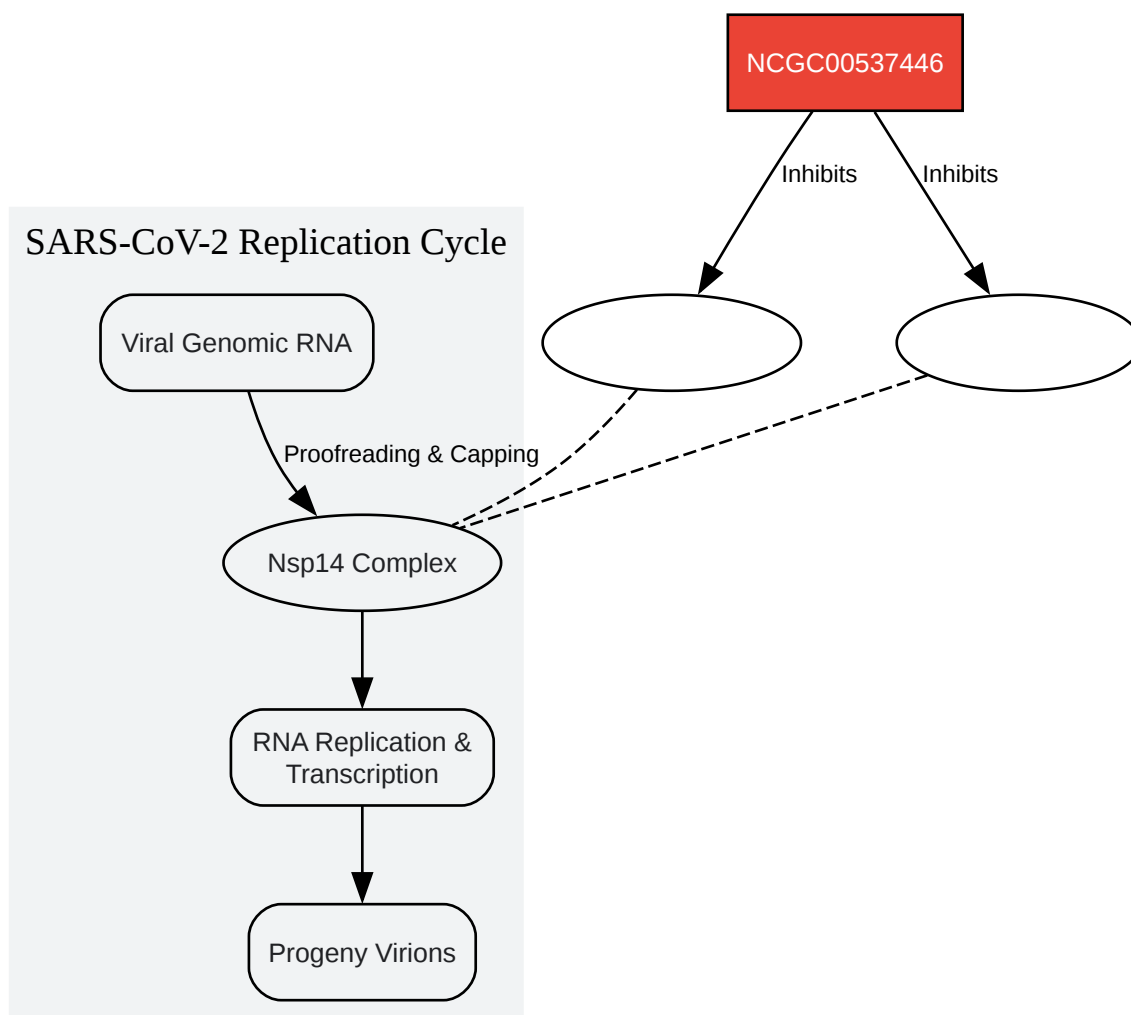 NCGC00537446
Inhibits
Inhibits
SARS-CoV-2 Replication Cycle
Viral Genomic RNA
Proofreading & Capping
Nsp14 Complex
RNA Replication &
Transcription
Progeny Virions